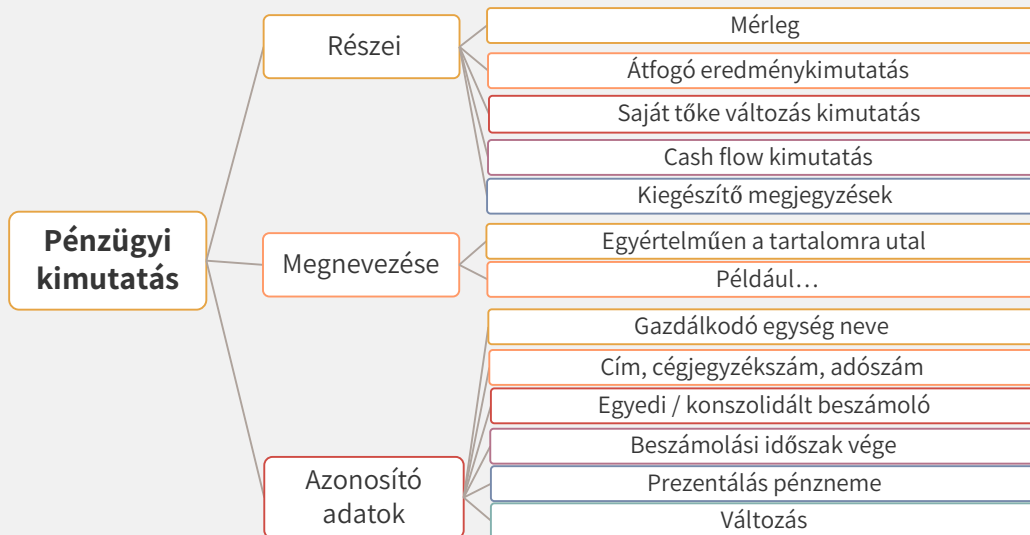 Pénzügyi
kimutatás
Részei
Mérleg
Átfogó eredménykimutatás
Saját tőke változás kimutatás
Cash flow kimutatás
Kiegészítő megjegyzések
Megnevezése
Egyértelműen a tartalomra utal
Például…
Azonosító
adatok
Gazdálkodó egység neve
Cím, cégjegyzékszám, adószám
Egyedi / konszolidált beszámoló
Beszámolási időszak vége
Prezentálás pénzneme
Változás